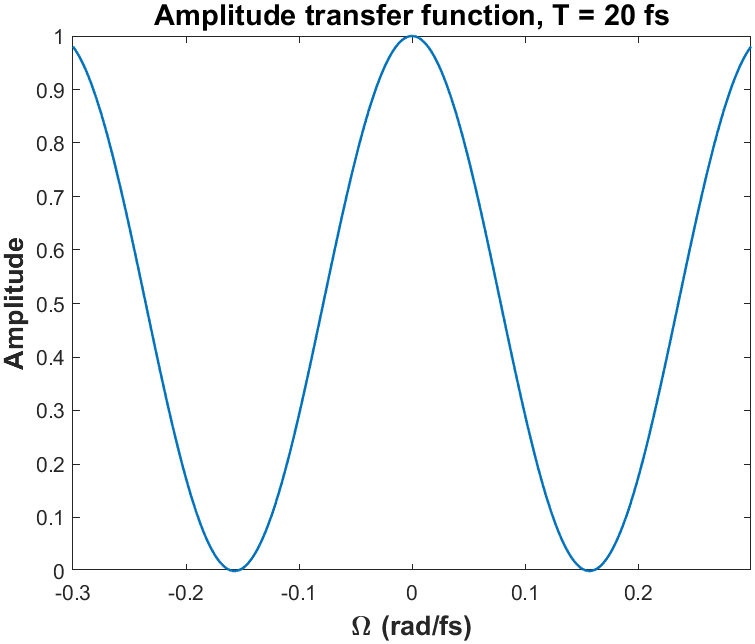 Amplitude transfer function, T = 20 fs
1
0.9
0.8
0.7
0.6
0.5
0.4
0.3
0.2
0.1
0
Amplitude
-0.3 -0.2 -0.1 0 0.1 0.2
Ω (rad/fs)